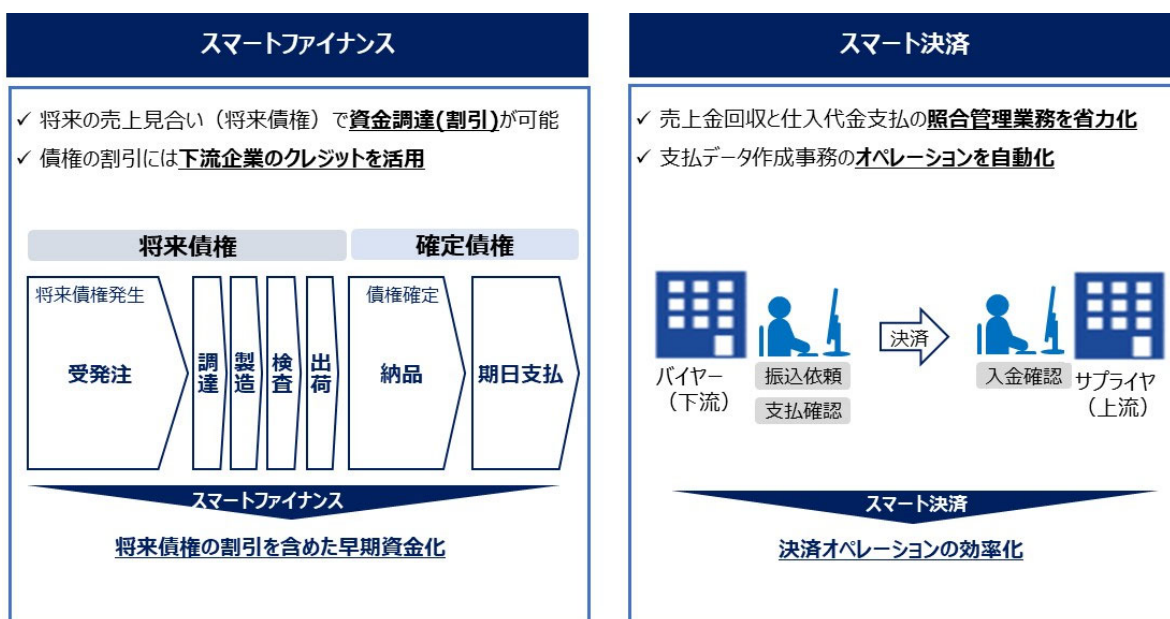 スマートファイナンス
✓ 将来の売上見合い（将来債権）で資金調達(割引)が可能
✓ 債権の割引には下流企業のクレジットを活用
将来債権
確定債権
将来債権発生
受発注
調達
製造
検査
出荷
債権確定
納品
期日支払
スマートファイナンス
将来債権の割引を含めた早期資金化
スマート決済
✓ 売上金回収と仕入代金支払の照合管理業務を省力化
✓ 支払データ作成事務のオペレーションを自動化
バイヤー
（下流）
振込依頼
支払確認
決済
入金確認
サプライヤ
（上流）
スマート決済
決済オペレーションの効率化